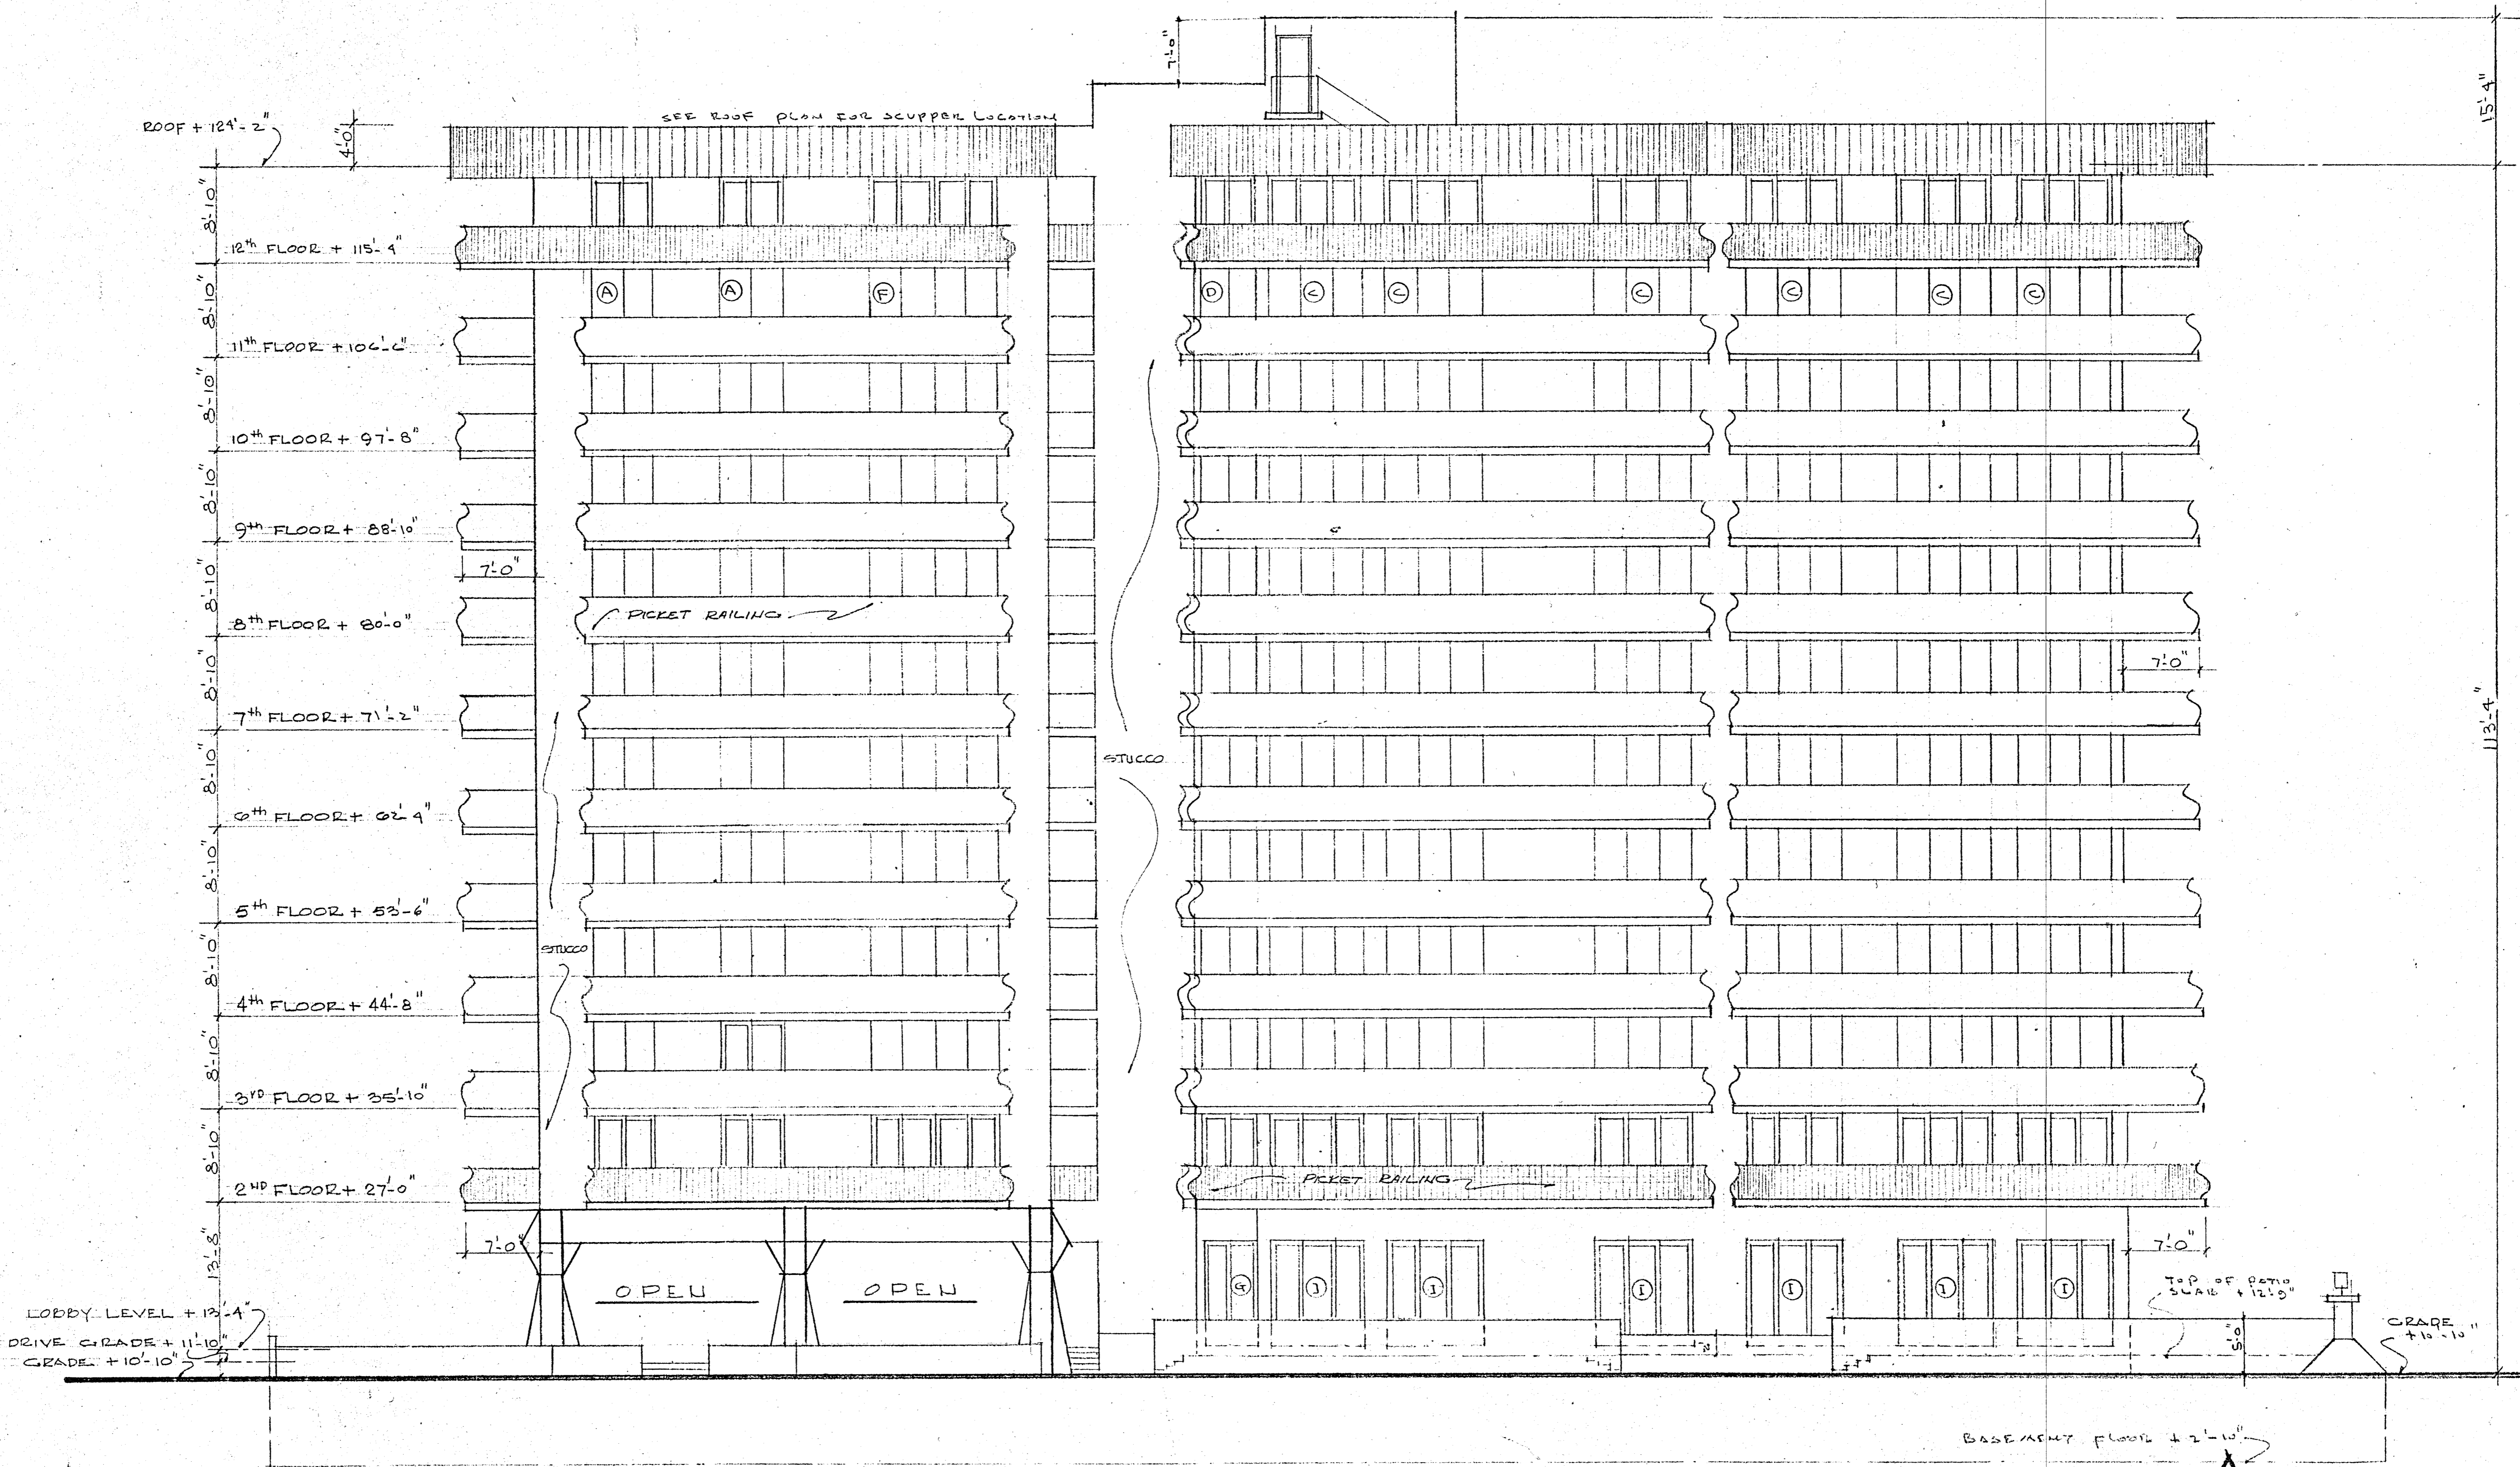 7'-0"
15'-4"
SEE ROOF PLAN FOR SCUPPER LOCATION
ROOF + 124'-2"
4'-0"
8'-10"
12th FLOOR + 115'-4"
8'-10"
A
A
F
D
C
C
C
C
C
C
11th FLOOR + 106'-6"
8'-10"
10th FLOOR + 97'-8"
8'-10"
9th FLOOR + 88'-10"
7'-0"
8'-10"
8th FLOOR + 80'-0"
PICKET RAILING
8'-10"
7'-0"
7th FLOOR + 71'-2"
113'-4"
8'-10"
STUCCO
6th FLOOR + 62'-4"
8'-10"
5th FLOOR + 53'-6"
8'-10"
STUCCO
4th FLOOR + 44'-8"
8'-10"
3RD FLOOR + 35'-10"
8'-10"
2ND FLOOR + 27'-0"
PICKET RAILING
13'-8"
7'-0"
7'-0"
OPEN
OPEN
G
J
I
I
I
J
I
TOP OF PATIO
SLAB + 12'-9"
LOBBY LEVEL + 13'-4"
DRIVE GRADE + 11'-10"
GRADE + 10'-10"
5'-0"
GRADE
+ 10'-10"
BASEMENT FLOOR + 2'-10"